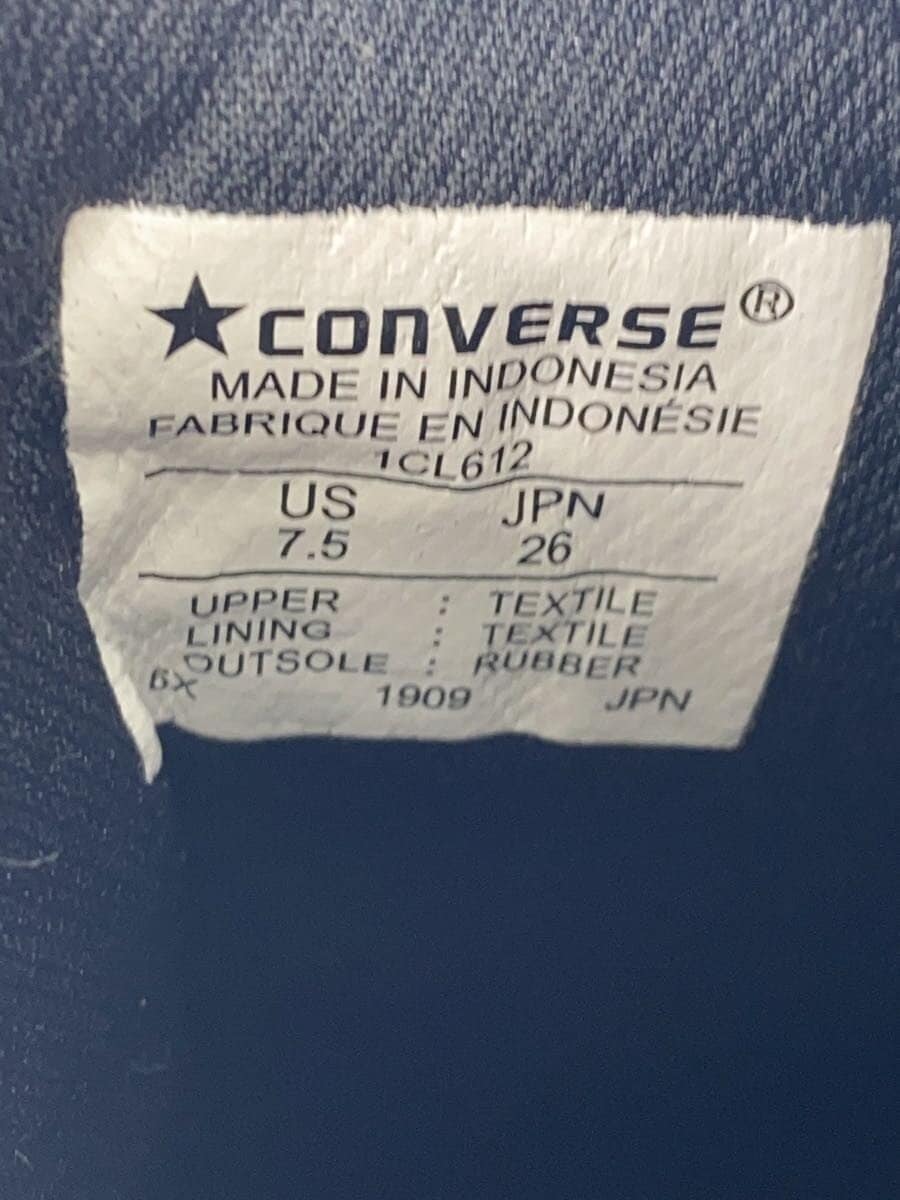 ★CONVERSE®
MADE IN INDONESIA
FABRIQUE EN INDONÉSIE
1CL612
US JPN
7.5 26
UPPER : TEXTILE
LINING : TEXTILE
OUTSOLE : RUBBER
6X 1909 JPN